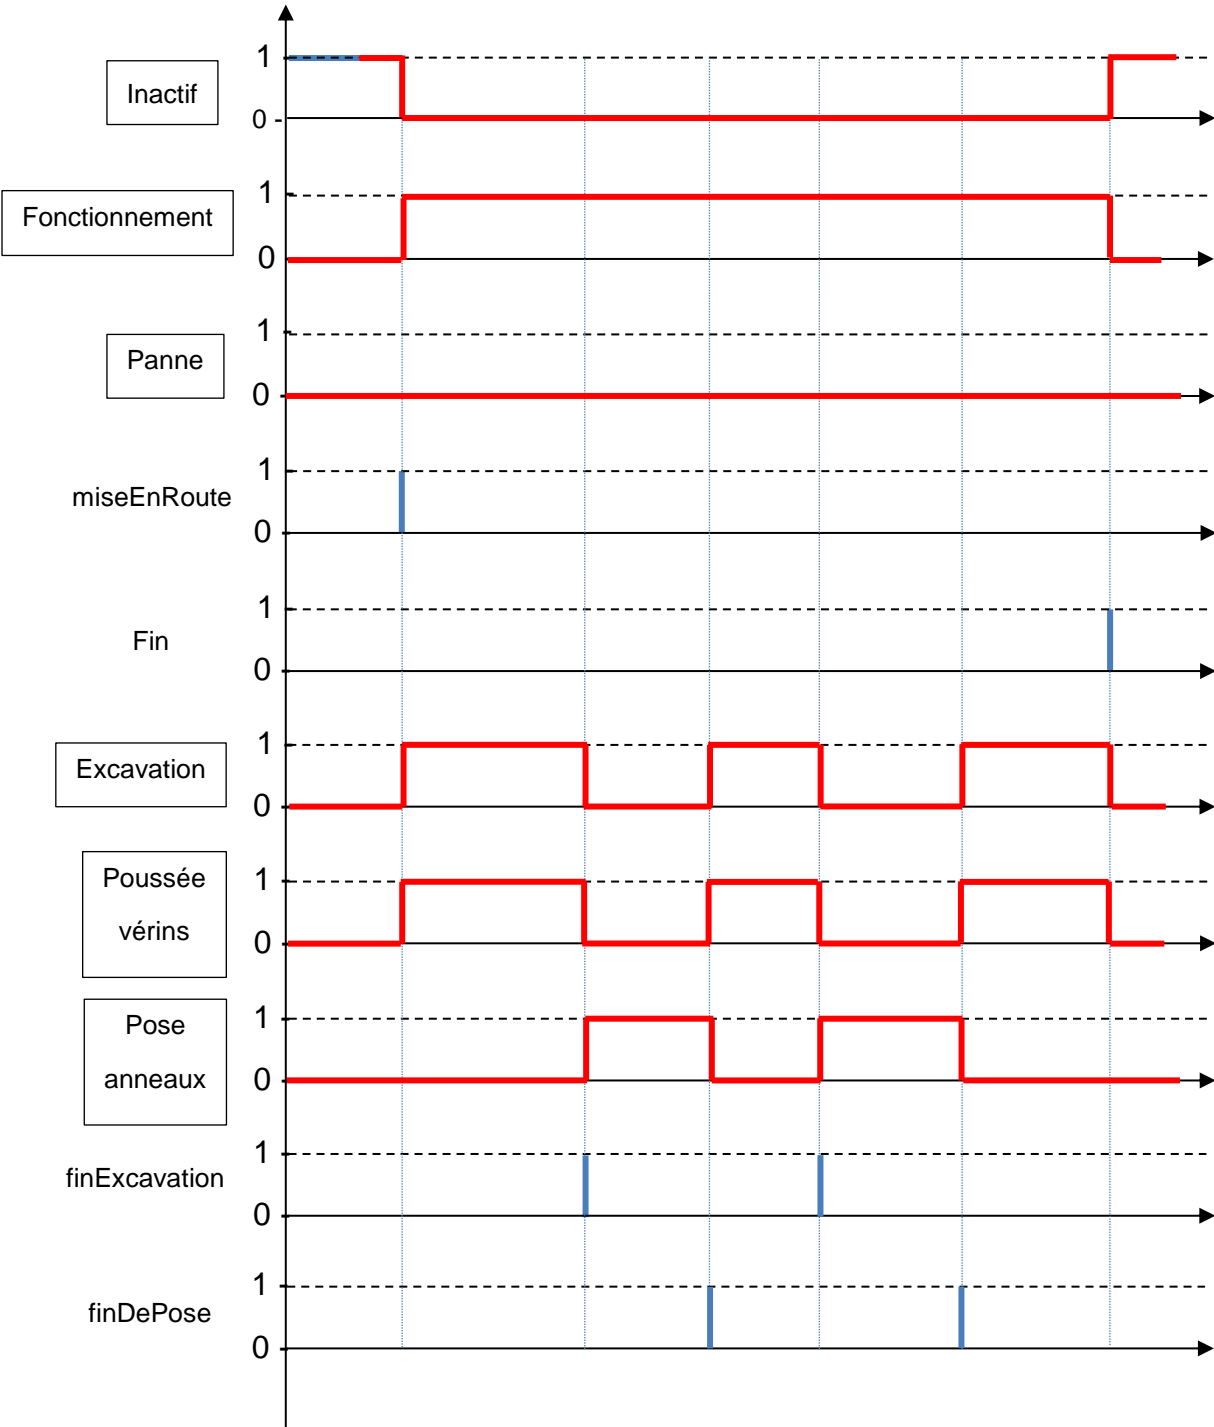 1
Inactif
0 -
1
Fonctionnement
0
1
Panne
0
1
miseEnRoute
0
1
Fin
0
1
Excavation
0
Poussée
1
vérins
0
Pose
1
anneaux
0
1
finExcavation
0
1
finDePose
0